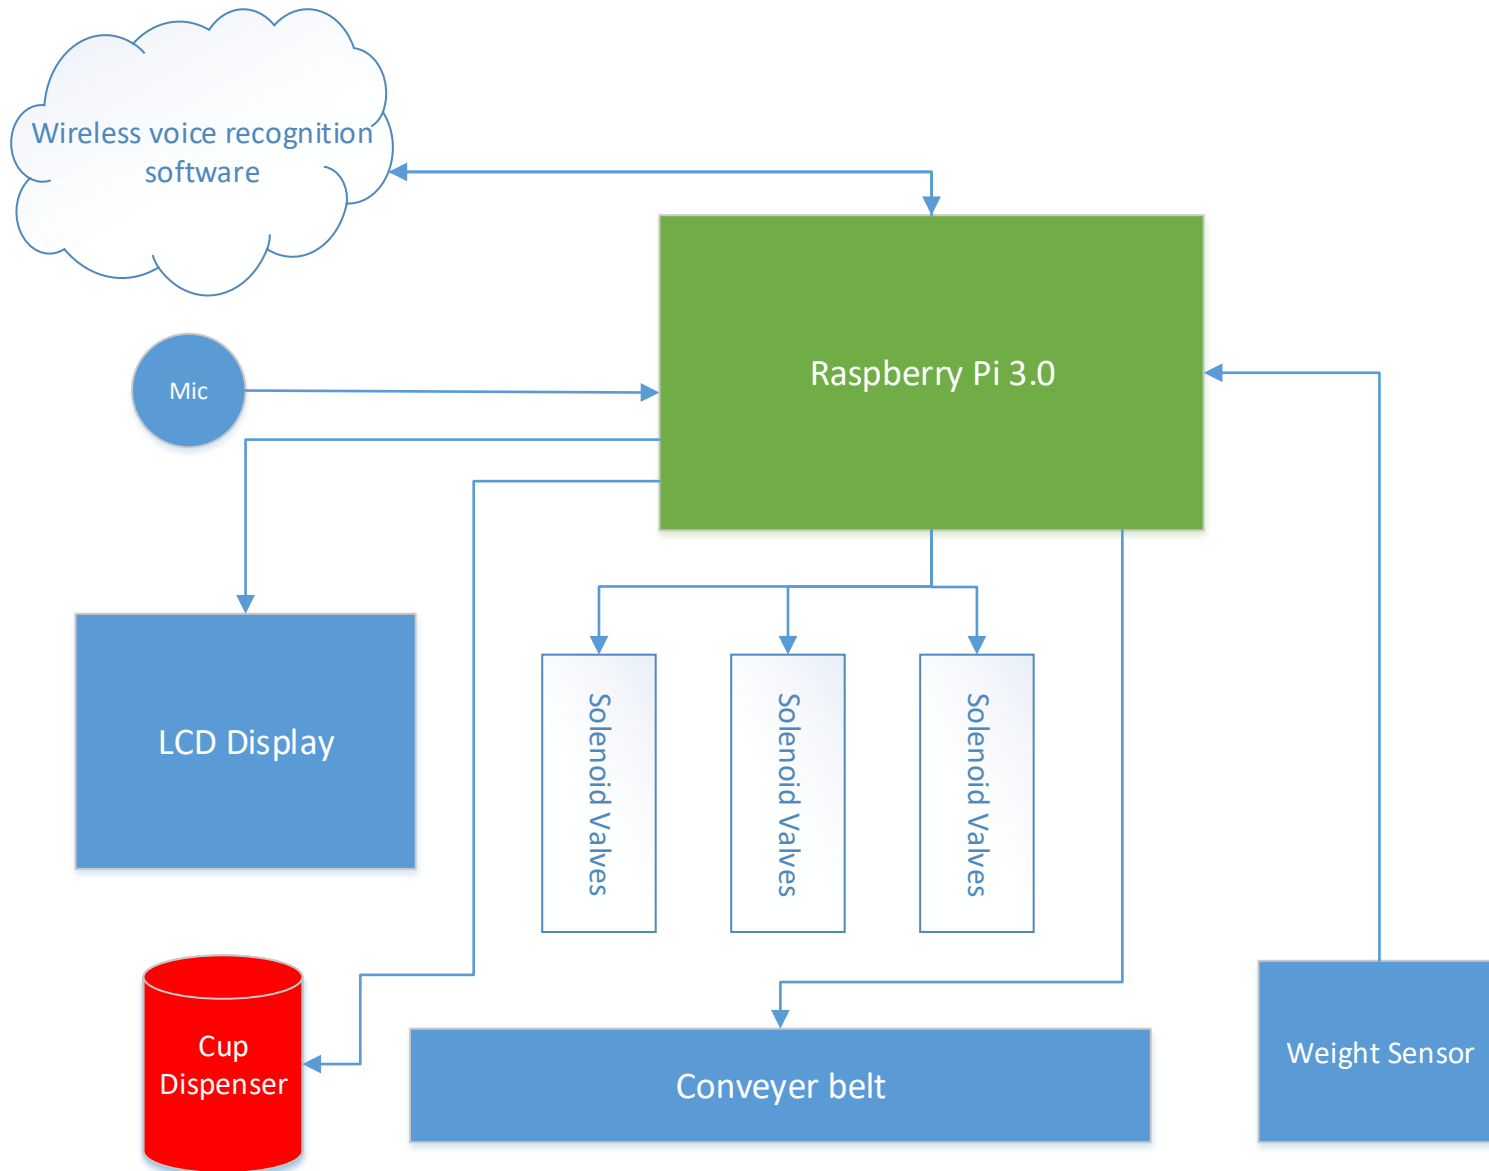 Wireless voice recognition
software
Raspberry Pi 3.0
Mic
LCD Display
Solenoid Valves
Solenoid Valves
Solenoid Valves
Cup
Dispenser
Conveyer belt
Weight Sensor